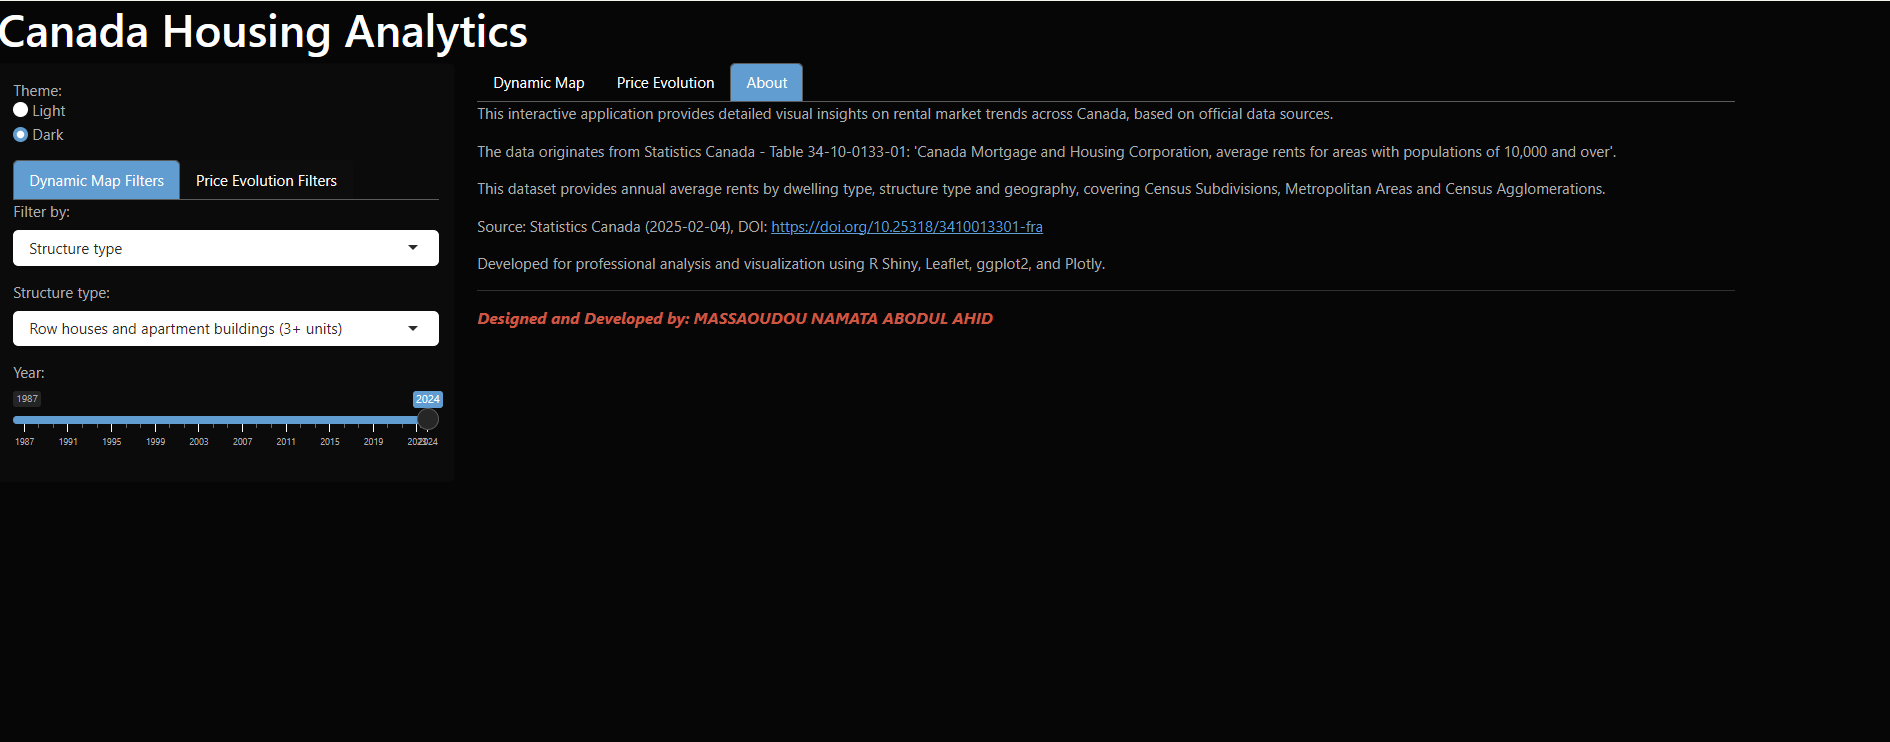 Canada Housing Analytics
Theme:
Light
Dark
Dynamic Map Filters Price Evolution Filters
Filter by:
Structure type
Structure type:
Row houses and apartment buildings (3+ units)
Year:
1987 2024
1987 1991 1995 1999 2003 2007 2011 2015 2019 2023 2024
Dynamic Map Price Evolution About
This interactive application provides detailed visual insights on rental market trends across Canada, based on official data sources.
The data originates from Statistics Canada - Table 34-10-0133-01: 'Canada Mortgage and Housing Corporation, average rents for areas with populations of 10,000 and over'.
This dataset provides annual average rents by dwelling type, structure type and geography, covering Census Subdivisions, Metropolitan Areas and Census Agglomerations.
Source: Statistics Canada (2025-02-04), DOI: https://doi.org/10.25318/3410013301-fra
Developed for professional analysis and visualization using R Shiny, Leaflet, ggplot2, and Plotly.
Designed and Developed by: MASSAOUDOU NAMATA ABODUL AHID